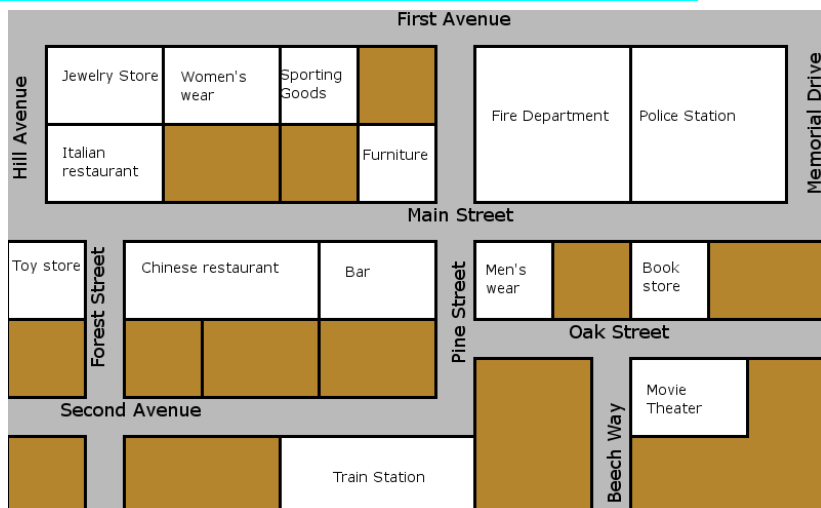 First Avenue
Jewelry Store
Women's
wear
Sporting
Goods
Fire Department
Police Station
Hill Avenue
Memorial Drive
Italian
restaurant
Furniture
Main Street
Toy store
Forest Street
Chinese restaurant
Bar
Pine Street
Men's
wear
Book
store
Oak Street
Second Avenue
Beech Way
Movie
Theater
Train Station